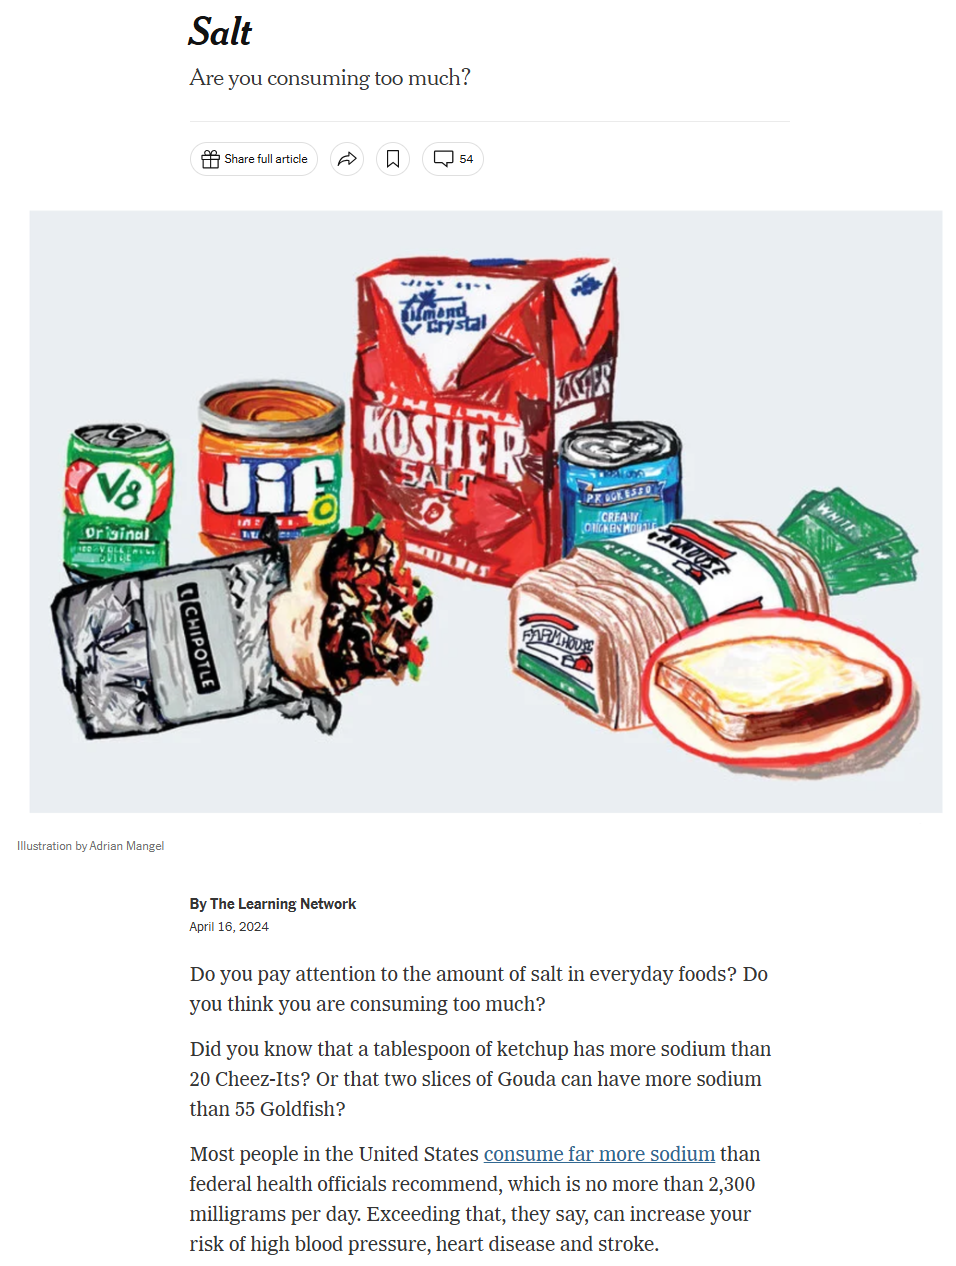 Salt
Are you consuming too much?
Share full article
54
Diamond
Crystal
KOSHER
SALT
KOSHER
V8
Original
JiF
PROGRESSO
CREAMY
CHIPOTLE
FARMHOUSE
FARMHOUSE
WHITE
Illustration by Adrian Mangel
By The Learning Network
April 16, 2024
Do you pay attention to the amount of salt in everyday foods? Do
you think you are consuming too much?
Did you know that a tablespoon of ketchup has more sodium than
20 Cheez-Its? Or that two slices of Gouda can have more sodium
than 55 Goldfish?
Most people in the United States consume far more sodium than
federal health officials recommend, which is no more than 2,300
milligrams per day. Exceeding that, they say, can increase your
risk of high blood pressure, heart disease and stroke.